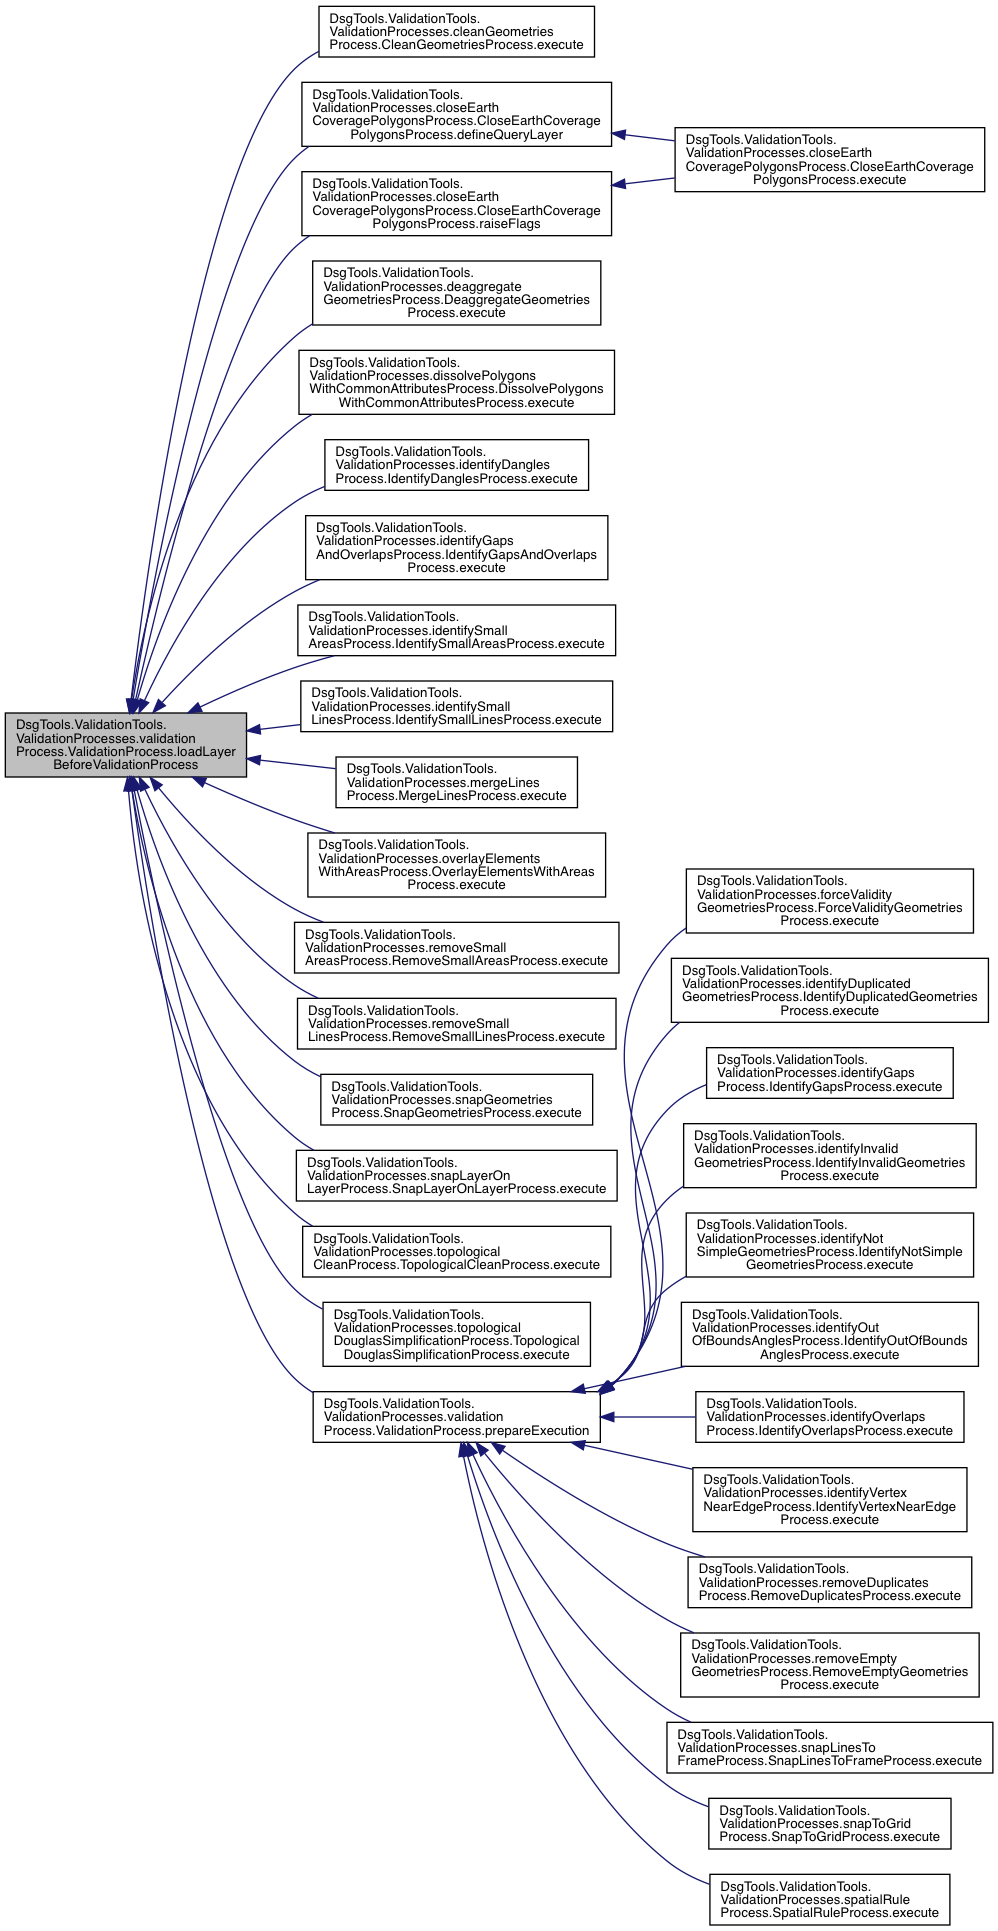 DsgTools.ValidationTools.
ValidationProcesses.cleanGeometries
Process.CleanGeometriesProcess.execute
DsgTools.ValidationTools.
ValidationProcesses.closeEarth
CoveragePolygonsProcess.CloseEarthCoverage
PolygonsProcess.defineQueryLayer
DsgTools.ValidationTools.
ValidationProcesses.closeEarth
CoveragePolygonsProcess.CloseEarthCoverage
PolygonsProcess.execute
DsgTools.ValidationTools.
ValidationProcesses.closeEarth
CoveragePolygonsProcess.CloseEarthCoverage
PolygonsProcess.raiseFlags
DsgTools.ValidationTools.
ValidationProcesses.deaggregate
GeometriesProcess.DeaggregateGeometries
Process.execute
DsgTools.ValidationTools.
ValidationProcesses.dissolvePolygons
WithCommonAttributesProcess.DissolvePolygons
WithCommonAttributesProcess.execute
DsgTools.ValidationTools.
ValidationProcesses.identifyDangles
Process.IdentifyDanglesProcess.execute
DsgTools.ValidationTools.
ValidationProcesses.identifyGaps
AndOverlapsProcess.IdentifyGapsAndOverlaps
Process.execute
DsgTools.ValidationTools.
ValidationProcesses.identifySmall
AreasProcess.IdentifySmallAreasProcess.execute
DsgTools.ValidationTools.
ValidationProcesses.identifySmall
LinesProcess.IdentifySmallLinesProcess.execute
DsgTools.ValidationTools.
ValidationProcesses.validation
Process.ValidationProcess.loadLayer
BeforeValidationProcess
DsgTools.ValidationTools.
ValidationProcesses.mergeLines
Process.MergeLinesProcess.execute
DsgTools.ValidationTools.
ValidationProcesses.overlayElements
WithAreasProcess.OverlayElementsWithAreas
Process.execute
DsgTools.ValidationTools.
ValidationProcesses.removeSmall
AreasProcess.RemoveSmallAreasProcess.execute
DsgTools.ValidationTools.
ValidationProcesses.removeSmall
LinesProcess.RemoveSmallLinesProcess.execute
DsgTools.ValidationTools.
ValidationProcesses.snapGeometries
Process.SnapGeometriesProcess.execute
DsgTools.ValidationTools.
ValidationProcesses.snapLayerOn
LayerProcess.SnapLayerOnLayerProcess.execute
DsgTools.ValidationTools.
ValidationProcesses.topological
CleanProcess.TopologicalCleanProcess.execute
DsgTools.ValidationTools.
ValidationProcesses.topological
DouglasSimplificationProcess.Topological
DouglasSimplificationProcess.execute
DsgTools.ValidationTools.
ValidationProcesses.validation
Process.ValidationProcess.prepareExecution
DsgTools.ValidationTools.
ValidationProcesses.forceValidity
GeometriesProcess.ForceValidityGeometries
Process.execute
DsgTools.ValidationTools.
ValidationProcesses.identifyDuplicated
GeometriesProcess.IdentifyDuplicatedGeometries
Process.execute
DsgTools.ValidationTools.
ValidationProcesses.identifyGaps
Process.IdentifyGapsProcess.execute
DsgTools.ValidationTools.
ValidationProcesses.identifyInvalid
GeometriesProcess.IdentifyInvalidGeometries
Process.execute
DsgTools.ValidationTools.
ValidationProcesses.identifyNot
SimpleGeometriesProcess.IdentifyNotSimple
GeometriesProcess.execute
DsgTools.ValidationTools.
ValidationProcesses.identifyOut
OfBoundsAnglesProcess.IdentifyOutOfBounds
AnglesProcess.execute
DsgTools.ValidationTools.
ValidationProcesses.identifyOverlaps
Process.IdentifyOverlapsProcess.execute
DsgTools.ValidationTools.
ValidationProcesses.identifyVertex
NearEdgeProcess.IdentifyVertexNearEdge
Process.execute
DsgTools.ValidationTools.
ValidationProcesses.removeDuplicates
Process.RemoveDuplicatesProcess.execute
DsgTools.ValidationTools.
ValidationProcesses.removeEmpty
GeometriesProcess.RemoveEmptyGeometries
Process.execute
DsgTools.ValidationTools.
ValidationProcesses.snapLinesTo
FrameProcess.SnapLinesToFrameProcess.execute
DsgTools.ValidationTools.
ValidationProcesses.snapToGrid
Process.SnapToGridProcess.execute
DsgTools.ValidationTools.
ValidationProcesses.spatialRule
Process.SpatialRuleProcess.execute